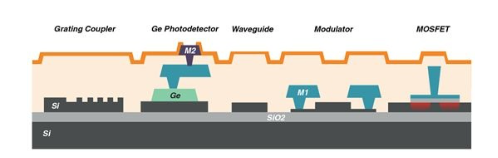 Grating Coupler Ge Photodetector Waveguide Modulator MOSFET
M2
Ge
M1
Si
SiO2
Si